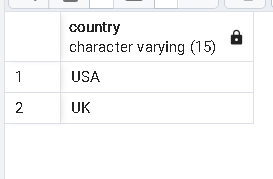 country
character varying (15)
1 USA
2 UK